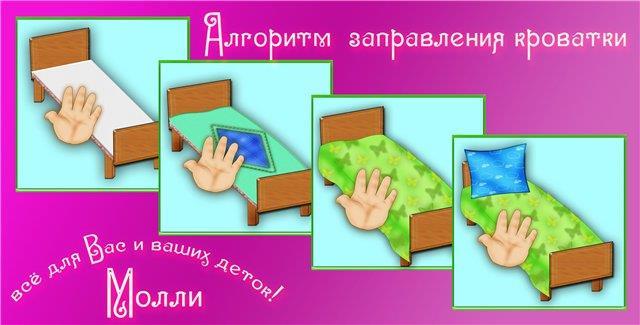 Алгоритм заправления кроватки
всё для Вас и ваших деток!
Молли